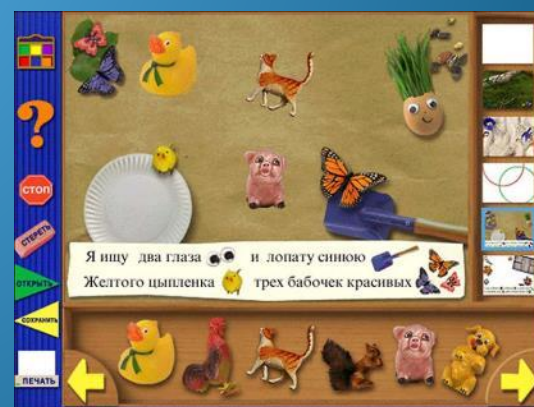 ?
СТОП
СТЕРЕТЬ
ОТКРЫТЬ
СОХРАНИТЬ
ПЕЧАТЬ
Я ищу два глаза и лопату синюю
Желтого цыпленка трех бабочек красивых